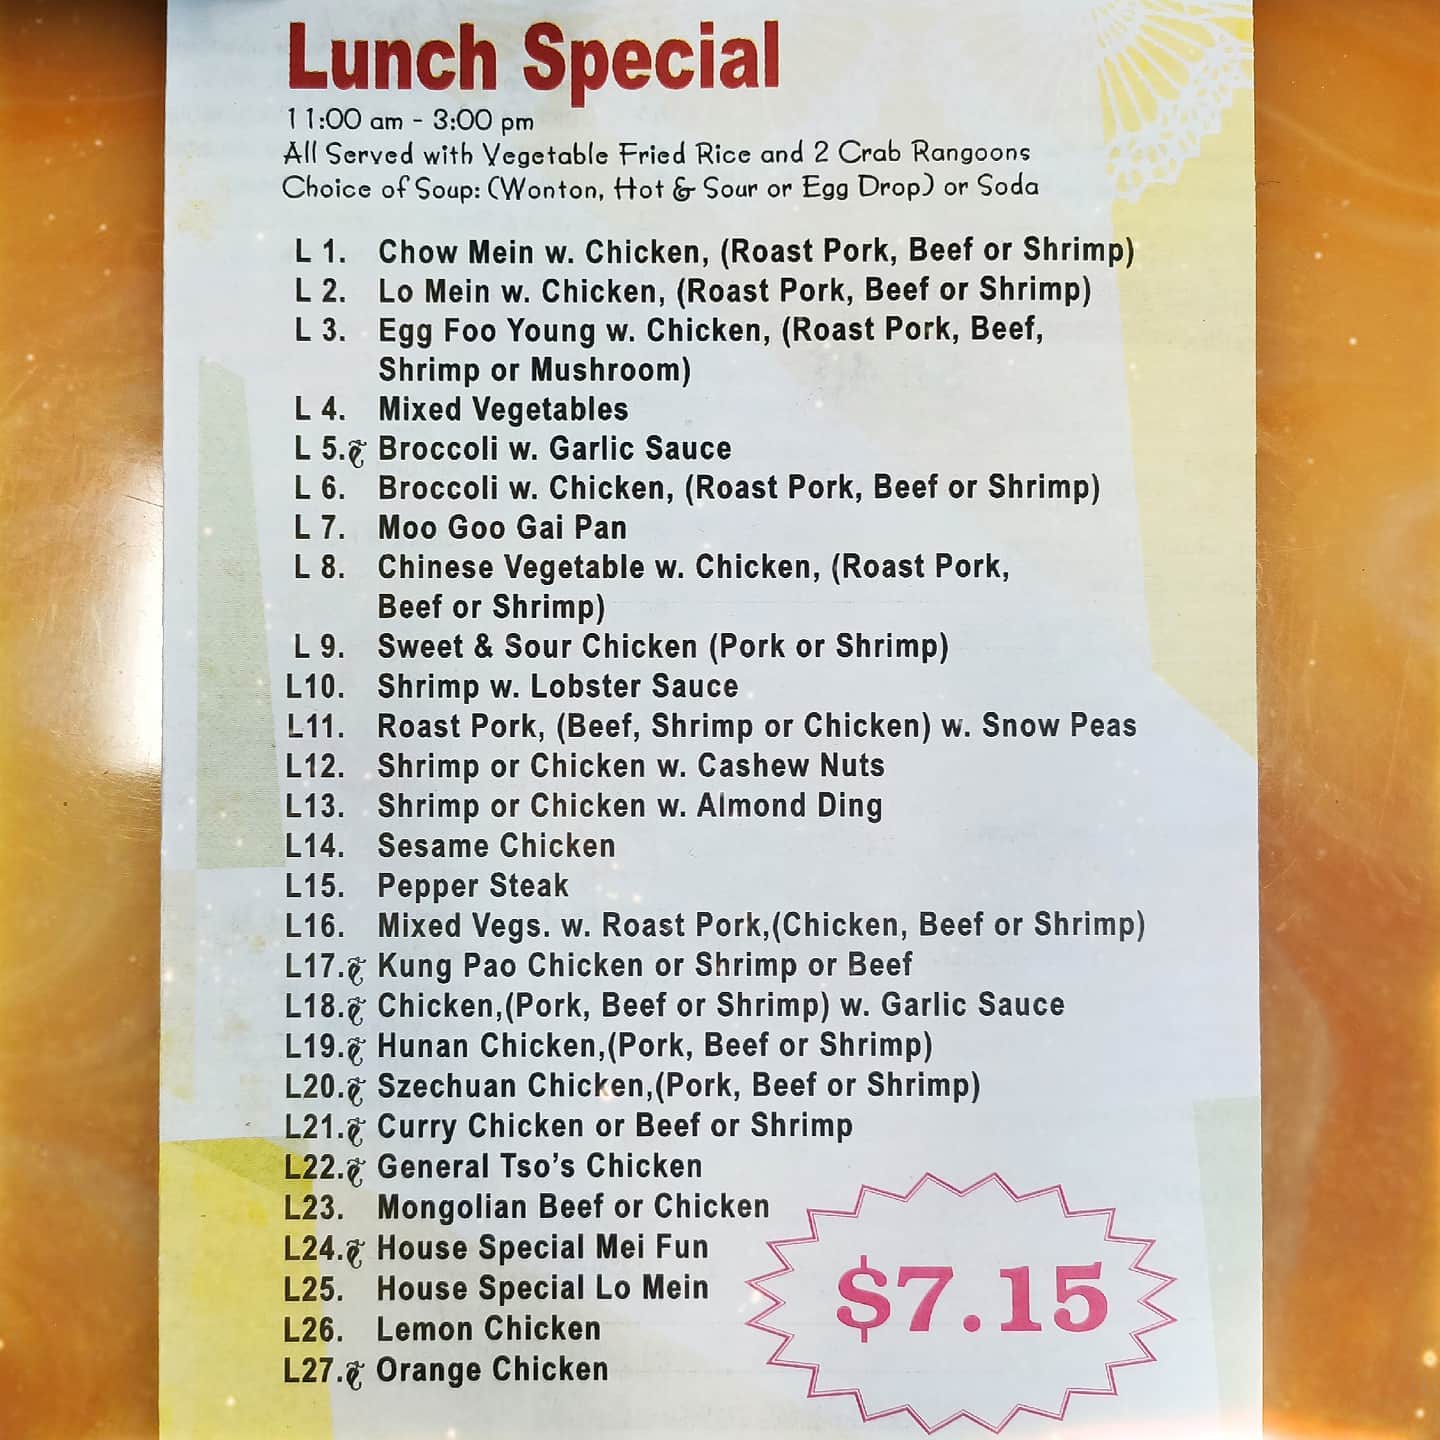 Lunch Special
11:00 am - 3:00 pm
All Served with Vegetable Fried Rice and 2 Crab Rangoons
Choice of Soup: (Wonton, Hot & Sour or Egg Drop) or Soda
L 1. Chow Mein w. Chicken, (Roast Pork, Beef or Shrimp)
L 2. Lo Mein w. Chicken, (Roast Pork, Beef or Shrimp)
L 3. Egg Foo Young w. Chicken, (Roast Pork, Beef,
Shrimp or Mushroom)
L 4. Mixed Vegetables
L 5. Broccoli w. Garlic Sauce
L 6. Broccoli w. Chicken, (Roast Pork, Beef or Shrimp)
L 7. Moo Goo Gai Pan
L 8. Chinese Vegetable w. Chicken, (Roast Pork,
Beef or Shrimp)
L 9. Sweet & Sour Chicken (Pork or Shrimp)
L10. Shrimp w. Lobster Sauce
L11. Roast Pork, (Beef, Shrimp or Chicken) w. Snow Peas
L12. Shrimp or Chicken w. Cashew Nuts
L13. Shrimp or Chicken w. Almond Ding
L14. Sesame Chicken
L15. Pepper Steak
L16. Mixed Vegs. w. Roast Pork,(Chicken, Beef or Shrimp)
L17. Kung Pao Chicken or Shrimp or Beef
L18. Chicken,(Pork, Beef or Shrimp) w. Garlic Sauce
L19. Hunan Chicken,(Pork, Beef or Shrimp)
L20. Szechuan Chicken,(Pork, Beef or Shrimp)
L21. Curry Chicken or Beef or Shrimp
L22. General Tso's Chicken
L23. Mongolian Beef or Chicken
L24. House Special Mei Fun
L25. House Special Lo Mein
L26. Lemon Chicken
L27. Orange Chicken
$7.15